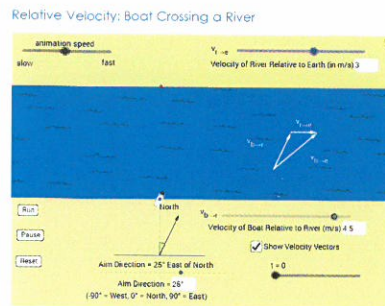 Relative Velocity: Boat Crossing a River
animation speed
slow fast
v r→e
Velocity of River Relative to Earth (in m/s) 3
v r→e
v b→r
v b→e
North
Run
Pause
Reset
v b→r
Velocity of Boat Relative to River (m/s) 4.5
Show Velocity Vectors
Aim Direction = 25° East of North
t = 0
Aim Direction = 26°
(-90° = West, 0° = North, 90° = East)